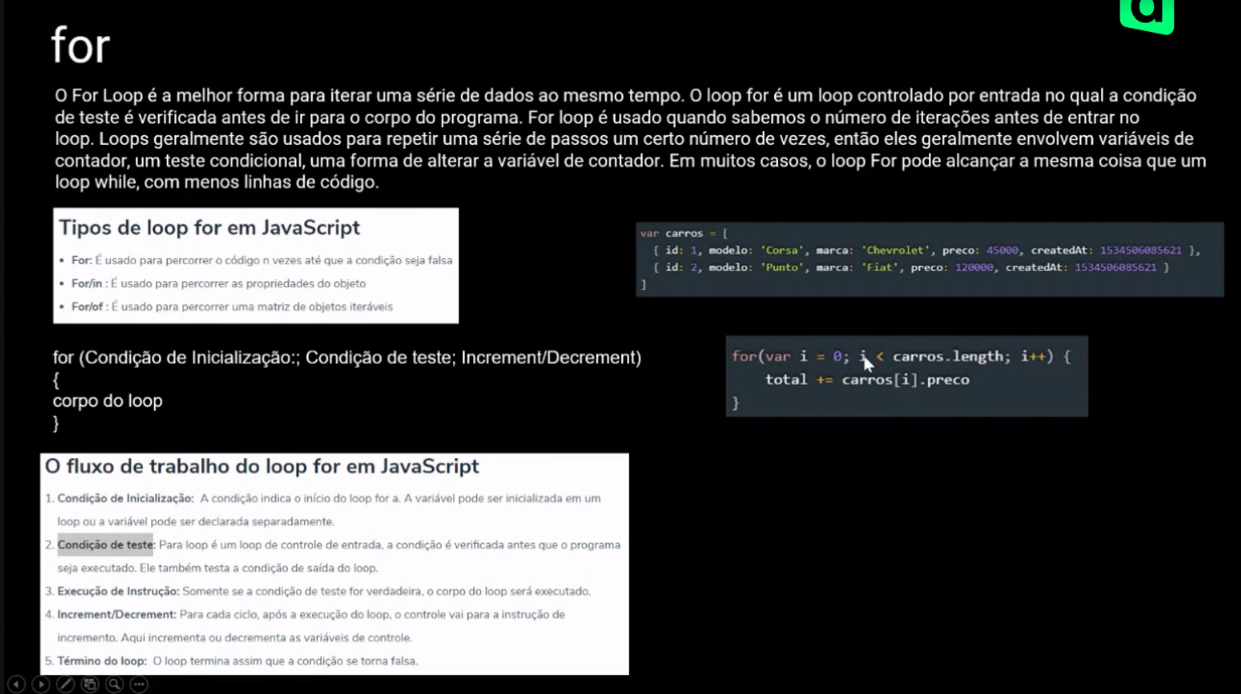 for
O For Loop é a melhor forma para iterar uma série de dados ao mesmo tempo. O loop for é um loop controlado por entrada no qual a condição
de teste é verificada antes de ir para o corpo do programa. For loop é usado quando sabemos o número de iterações antes de entrar no
loop. Loops geralmente são usados para repetir uma série de passos um certo número de vezes, então eles geralmente envolvem variáveis de
contador, um teste condicional, uma forma de alterar a variável de contador. Em muitos casos, o loop For pode alcançar a mesma coisa que um
loop while, com menos linhas de código.
Tipos de loop for em JavaScript
• For: É usado para percorrer o código n vezes até que a condição seja falsa
• For/in : É usado para percorrer as propriedades do objeto
• For/of : É usado para percorrer uma matriz de objetos iteráveis
var carros = [
{ id: 1, modelo: 'Corsa', marca: 'Chevrolet', preco: 45000, createdAt: 1534506085621 },
{ id: 2, modelo: 'Punto', marca: 'Fiat', preco: 120000, createdAt: 1534506085621 }
]
for (Condição de Inicialização:; Condição de teste; Increment/Decrement)
{
corpo do loop
}
for(var i = 0; i < carros.length; i++) {
total += carros[i].preco
}
O fluxo de trabalho do loop for em JavaScript
1. Condição de Inicialização: A condição indica o início do loop for a. A variável pode ser inicializada em um
loop ou a variável pode ser declarada separadamente.
2. Condição de teste: Para loop é um loop de controle de entrada, a condição é verificada antes que o programa
seja executado. Ele também testa a condição de saída do loop.
3. Execução de Instrução: Somente se a condição de teste for verdadeira, o corpo do loop será executado.
4. Increment/Decrement: Para cada ciclo, após a execução do loop, o controle vai para a instrução de
incremento. Aqui incrementa ou decrementa as variáveis de controle.
5. Término do loop: O loop termina assim que a condição se torna falsa.